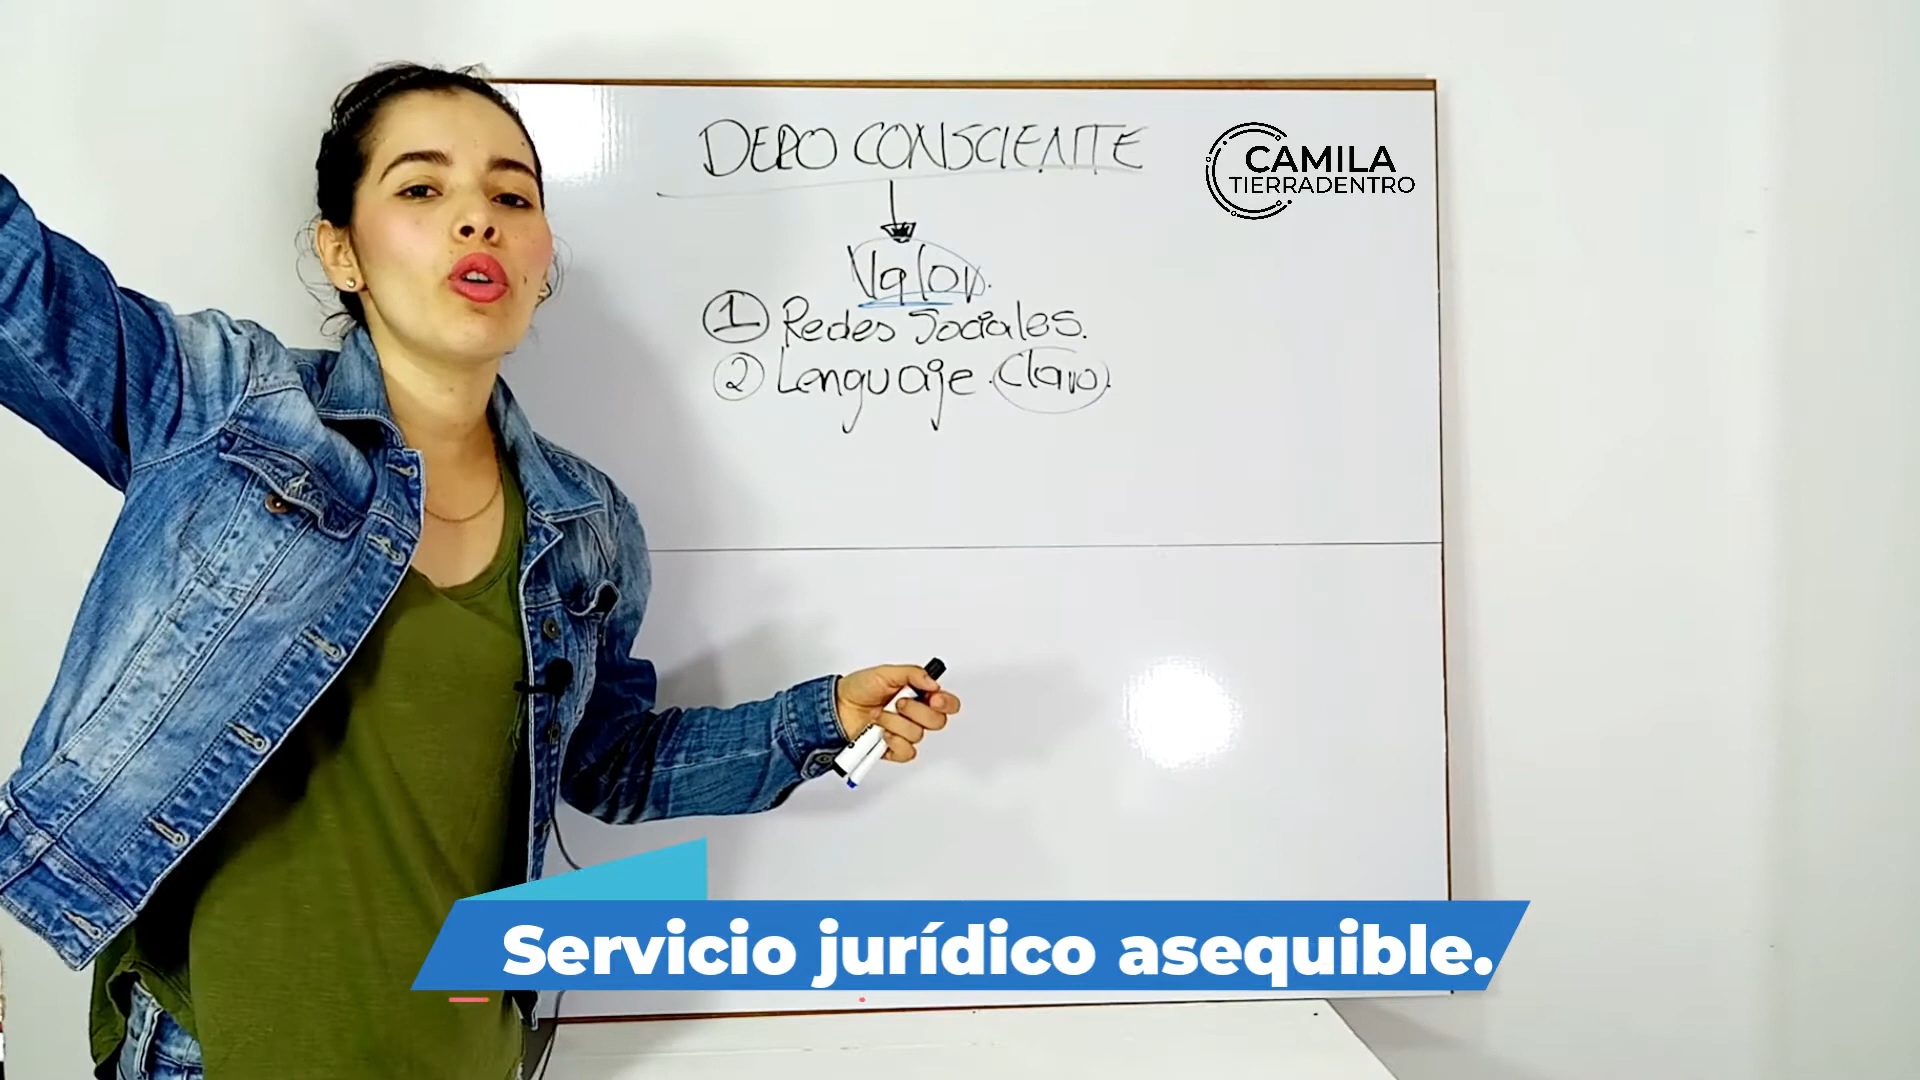 DERO CONSCIENTE
CAMILA
TIERRADENTRO
Valor.
1 Redes Sociales.
2 Lenguaje (Claro).
Servicio jurídico asequible.